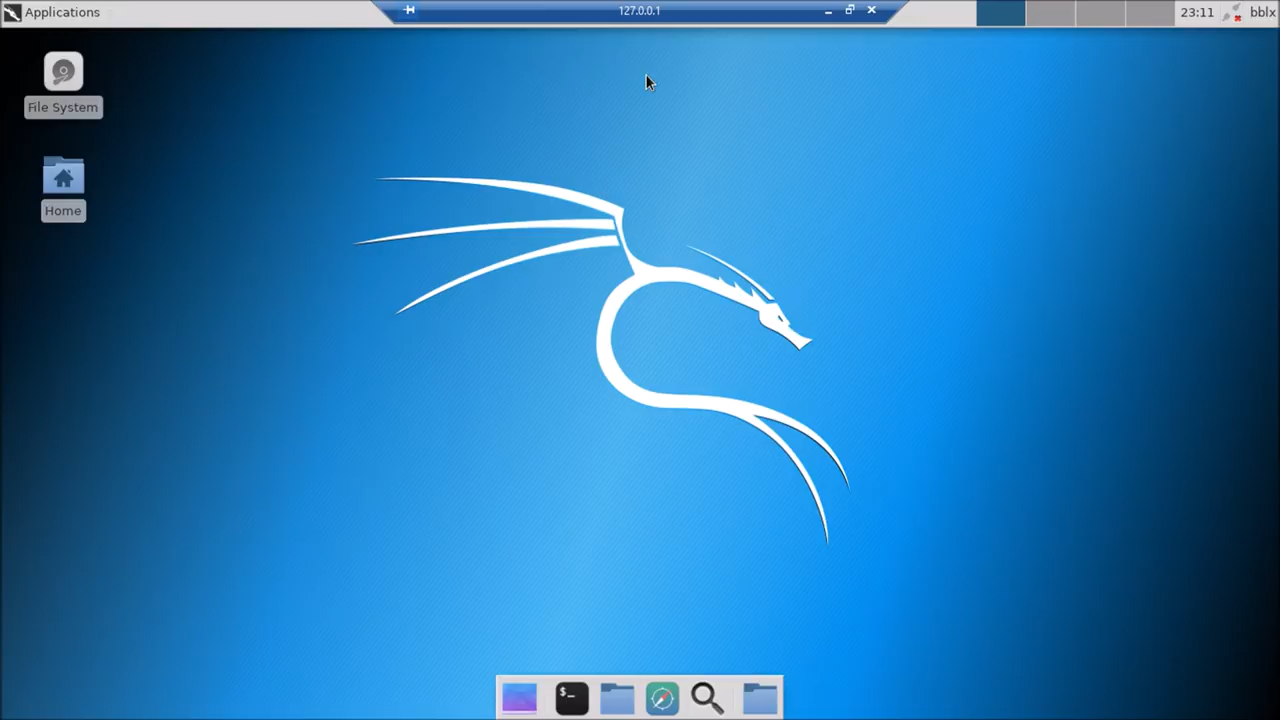 Applications
127.0.0.1
23:11
bblx
File System
Home
$_